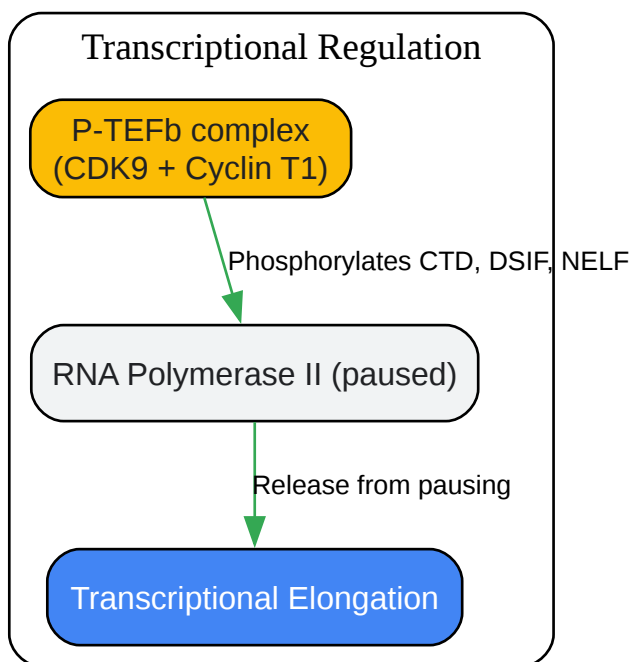 Transcriptional Regulation
P-TEFb complex
(CDK9 + Cyclin T1)
Phosphorylates CTD, DSIF, NELF
RNA Polymerase II (paused)
Release from pausing
Transcriptional Elongation